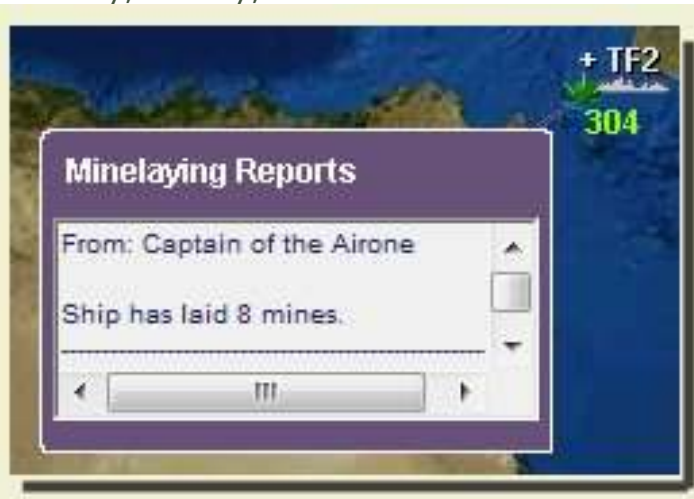 + TF2
304
Minelaying Reports
From: Captain of the Airone
Ship has laid 8 mines.